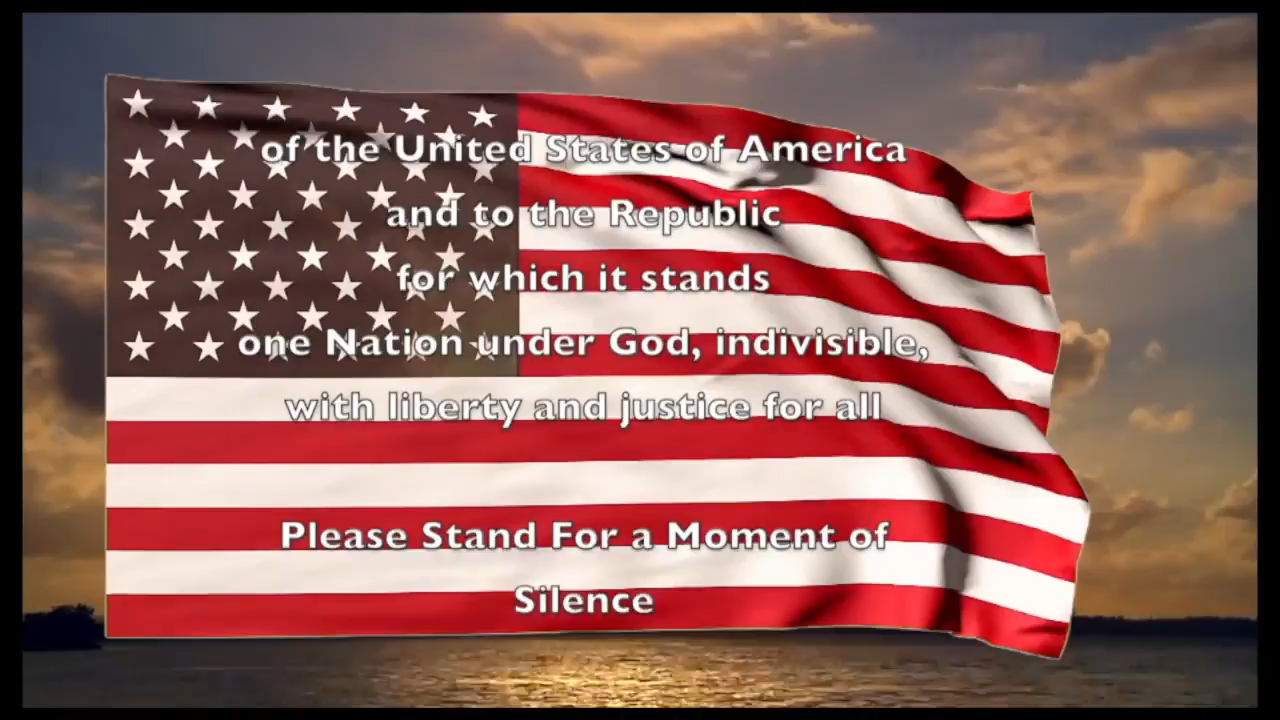 of the United States of America
and to the Republic
for which it stands
one Nation under God, indivisible,
with liberty and justice for all
Please Stand For a Moment of
Silence